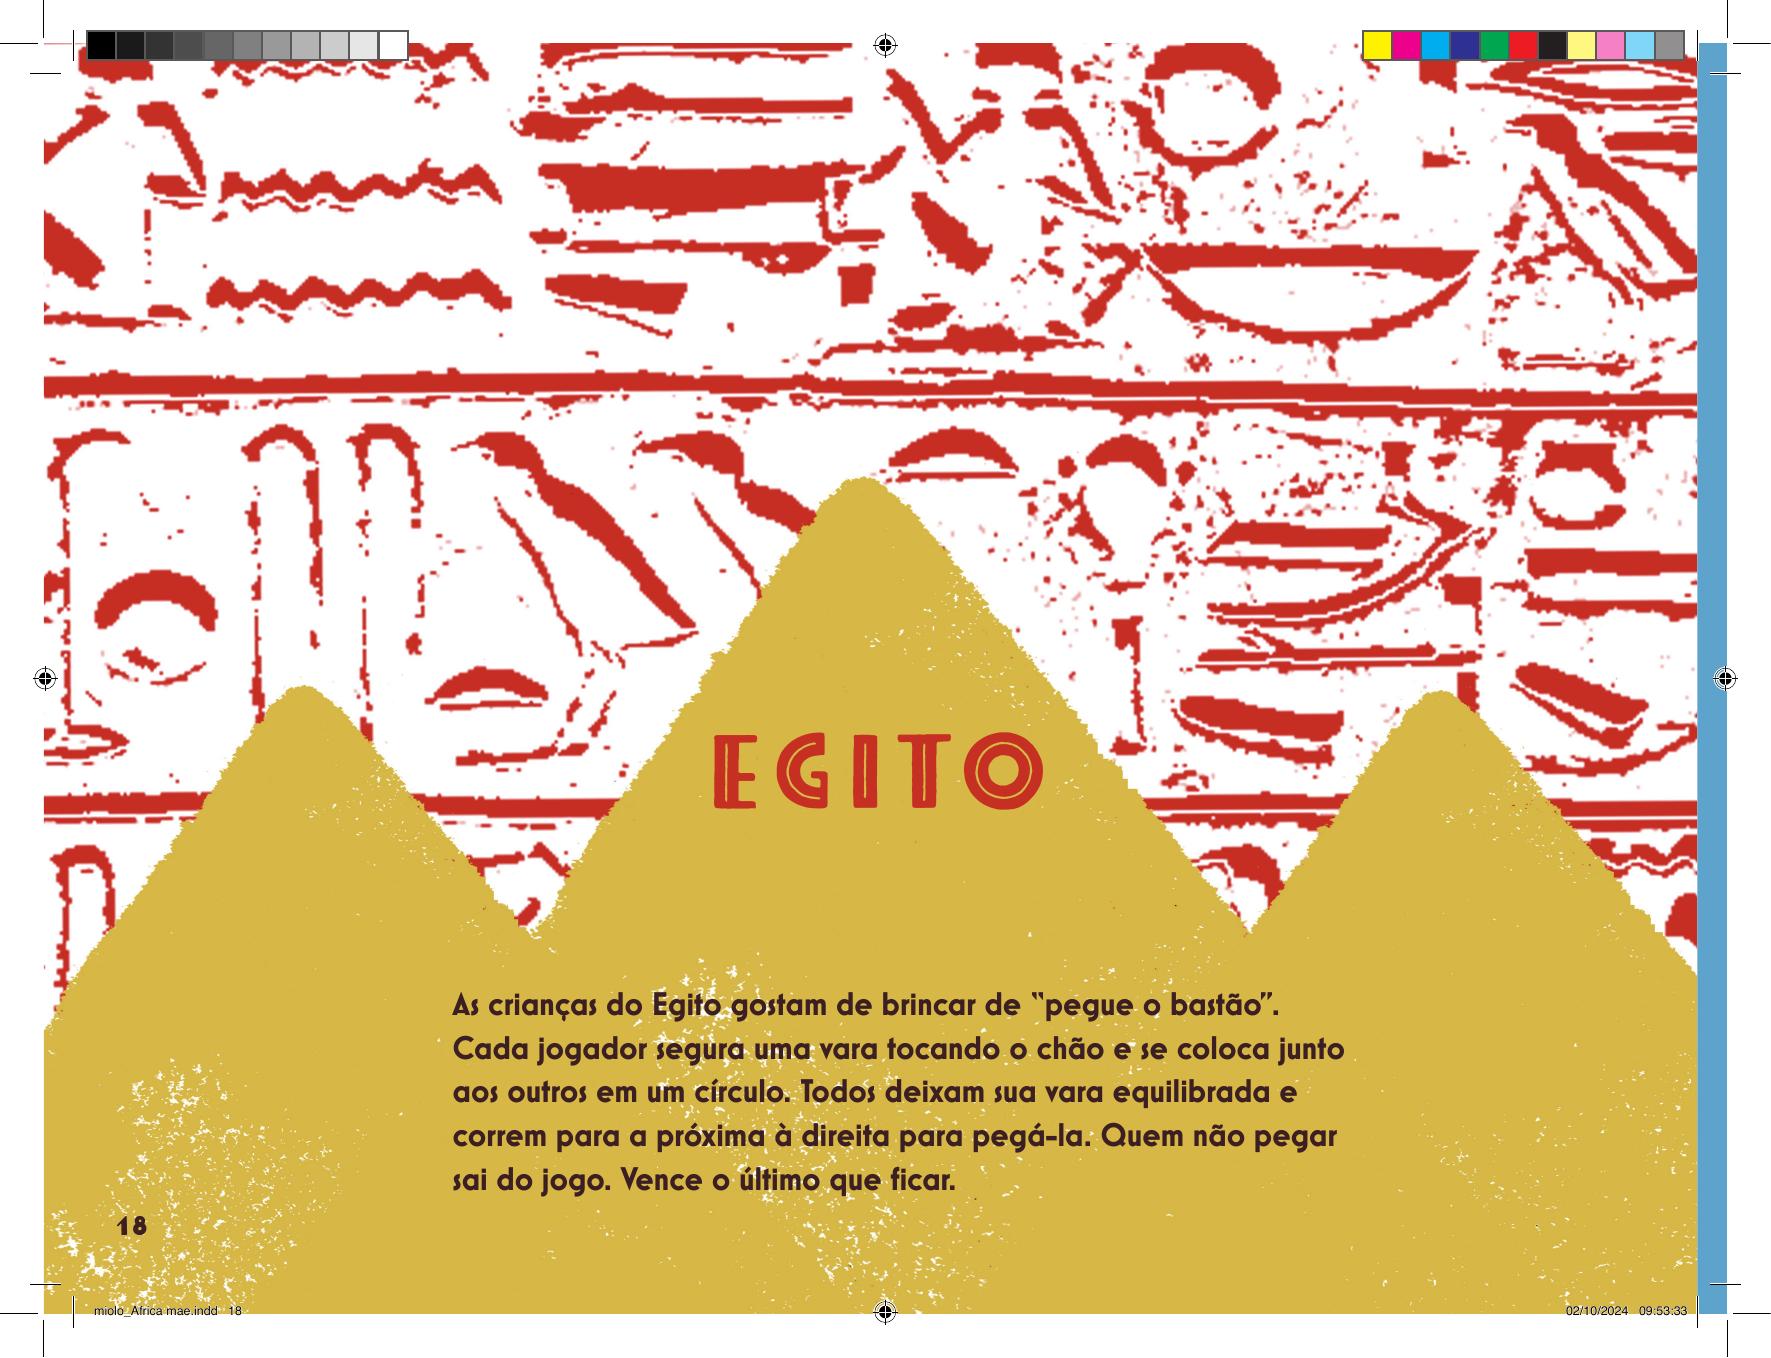 EGITO
As crianças do Egito gostam de brincar de “pegue o bastão”.
Cada jogador segura uma vara tocando o chão e se coloca junto
aos outros em um círculo. Todos deixam sua vara equilibrada e
correm para a próxima à direita para pegá-la. Quem não pegar
sai do jogo. Vence o último que ficar.
18
miolo_Africa mae.indd 18
02/10/2024 09:53:33